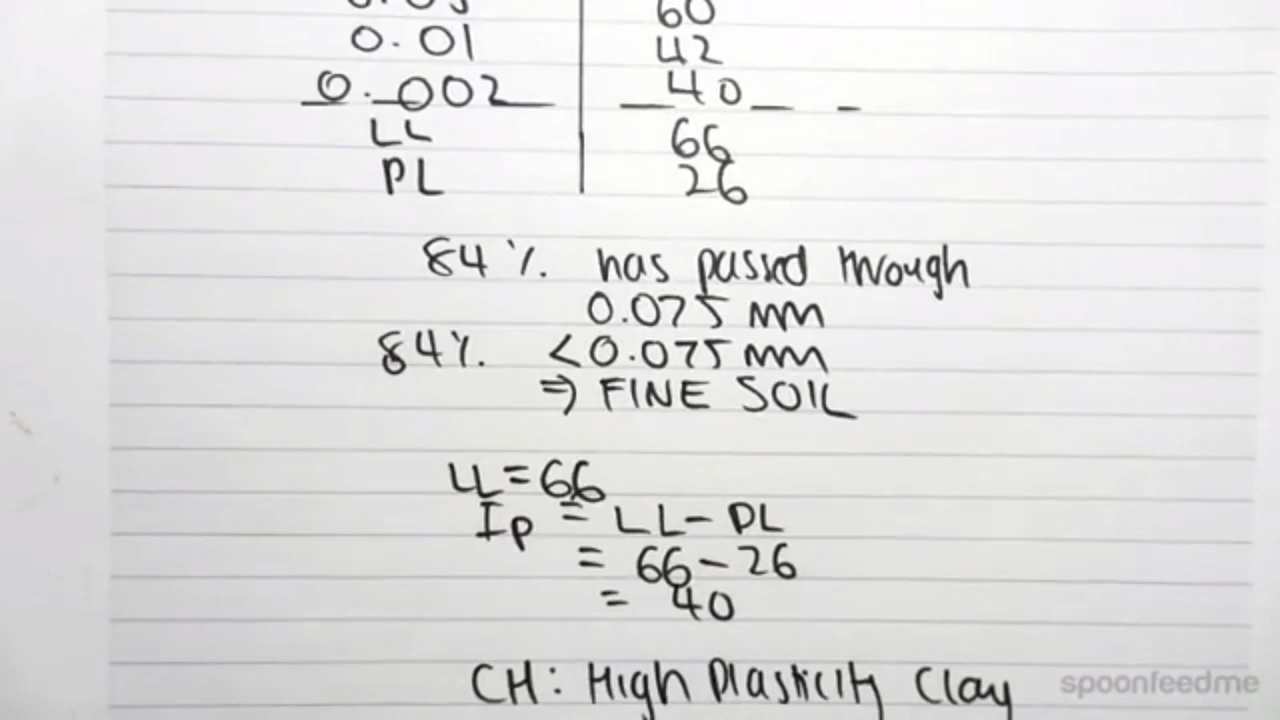 60
0.01 42
0.002 40
LL 66
PL 26
84%. has passed through
0.075 mm
84%. <0.075 mm
⇒ FINE SOIL
LL = 66
Ip = LL - PL
= 66 - 26
= 40
CH: High Plasticity Clay
spoonfeedme